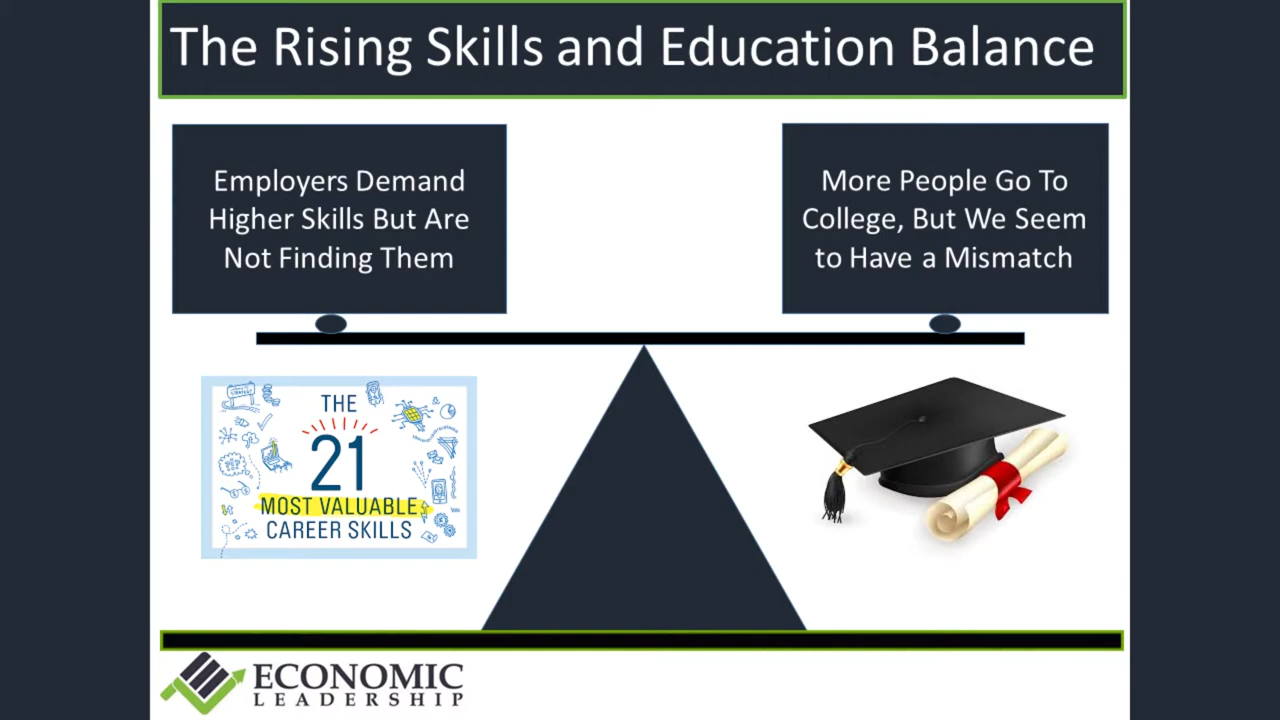 The Rising Skills and Education Balance
Employers Demand
Higher Skills But Are
Not Finding Them
More People Go To
College, But We Seem
to Have a Mismatch
THE
21
MOST VALUABLE
CAREER SKILLS
ECONOMIC
LEADERSHIP